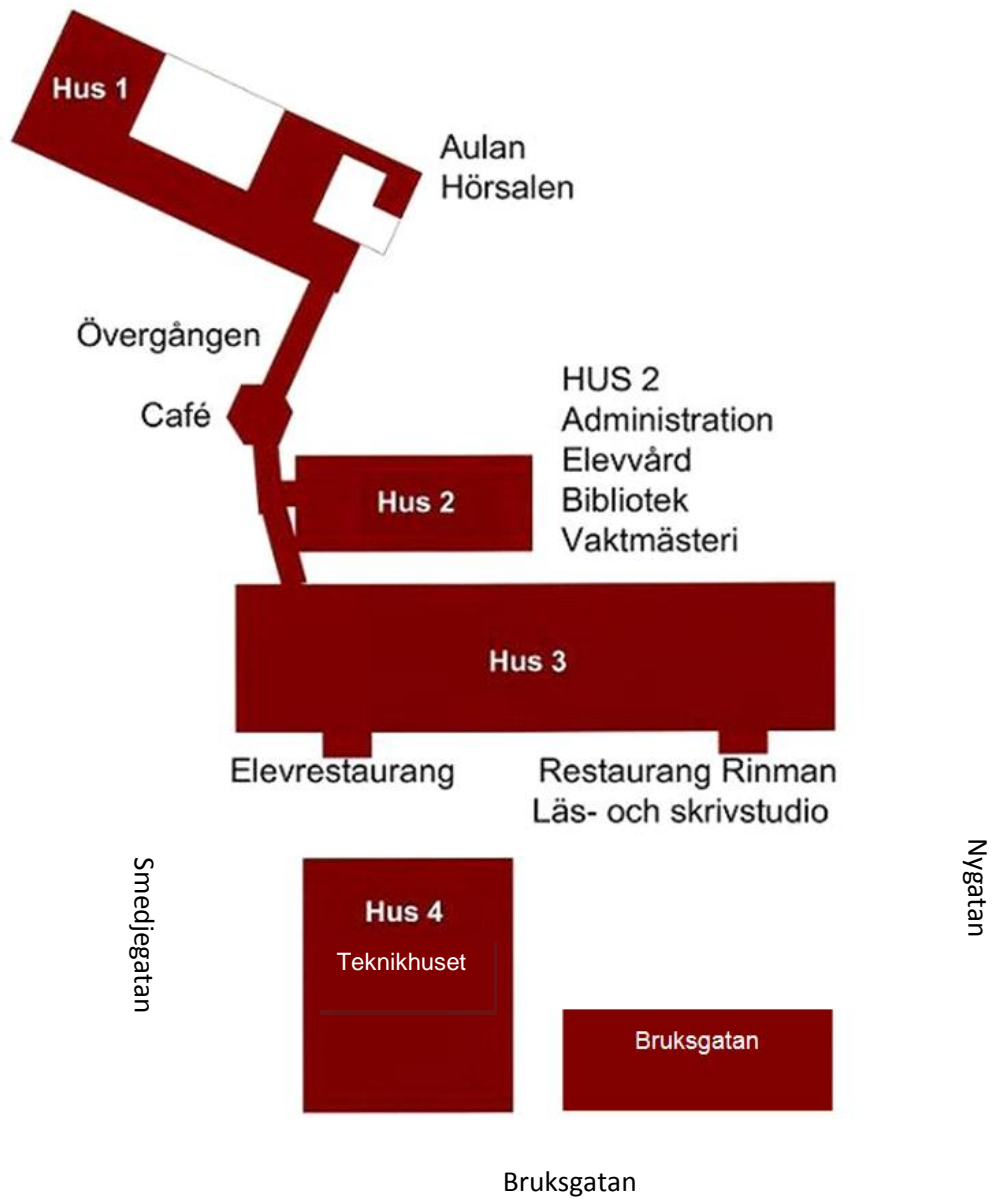 Hus 1
Aulan
Hörsalen
Övergången
Café
HUS 2
Administration
Elevvård
Bibliotek
Vaktmästeri
Hus 2
Hus 3
Elevrestaurang
Restaurang Rinman
Läs- och skrivstudio
Smedjegatan
Nygatan
Hus 4
Teknikhuset
Bruksgatan
Bruksgatan